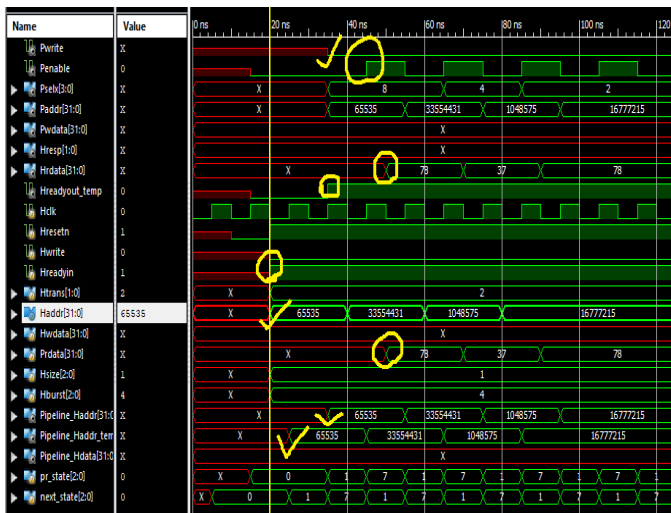 Name Value 0 ns 20 ns 40 ns 60 ns 80 ns 100 ns 120
Pwrite X
Penable 0
Pselx[3:0] X X 8 4 2
Paddr[31:0] X X 65535 33554431 1048575 16777215
Pwdata[31:0] X X
Hresp[1:0] X X
Hrdata[31:0] X X 78 37 78
Hreadyout_temp 0
Hclk 0
Hresetn 1
Hwrite 0
Hreadyin 1
Htrans[1:0] 2 X 2
Haddr[31:0] 65535 X 65535 33554431 1048575 16777215
Hwdata[31:0] X X
Prdata[31:0] X X 78 37 78
Hsize[2:0] 1 X 1
Hburst[2:0] 4 X 4
Pipeline_Haddr[31:0 X X 65535 33554431 1048575 16777215
Pipeline_Haddr_tem X X 65535 33554431 1048575 16777215
Pipeline_Hdata[31:0 X X
pr_state[2:0] 0 X 0 1 7 1 7 1 7 1 7 1
next_state[2:0] 0 X 0 1 7 1 7 1 7 1 7 1 7